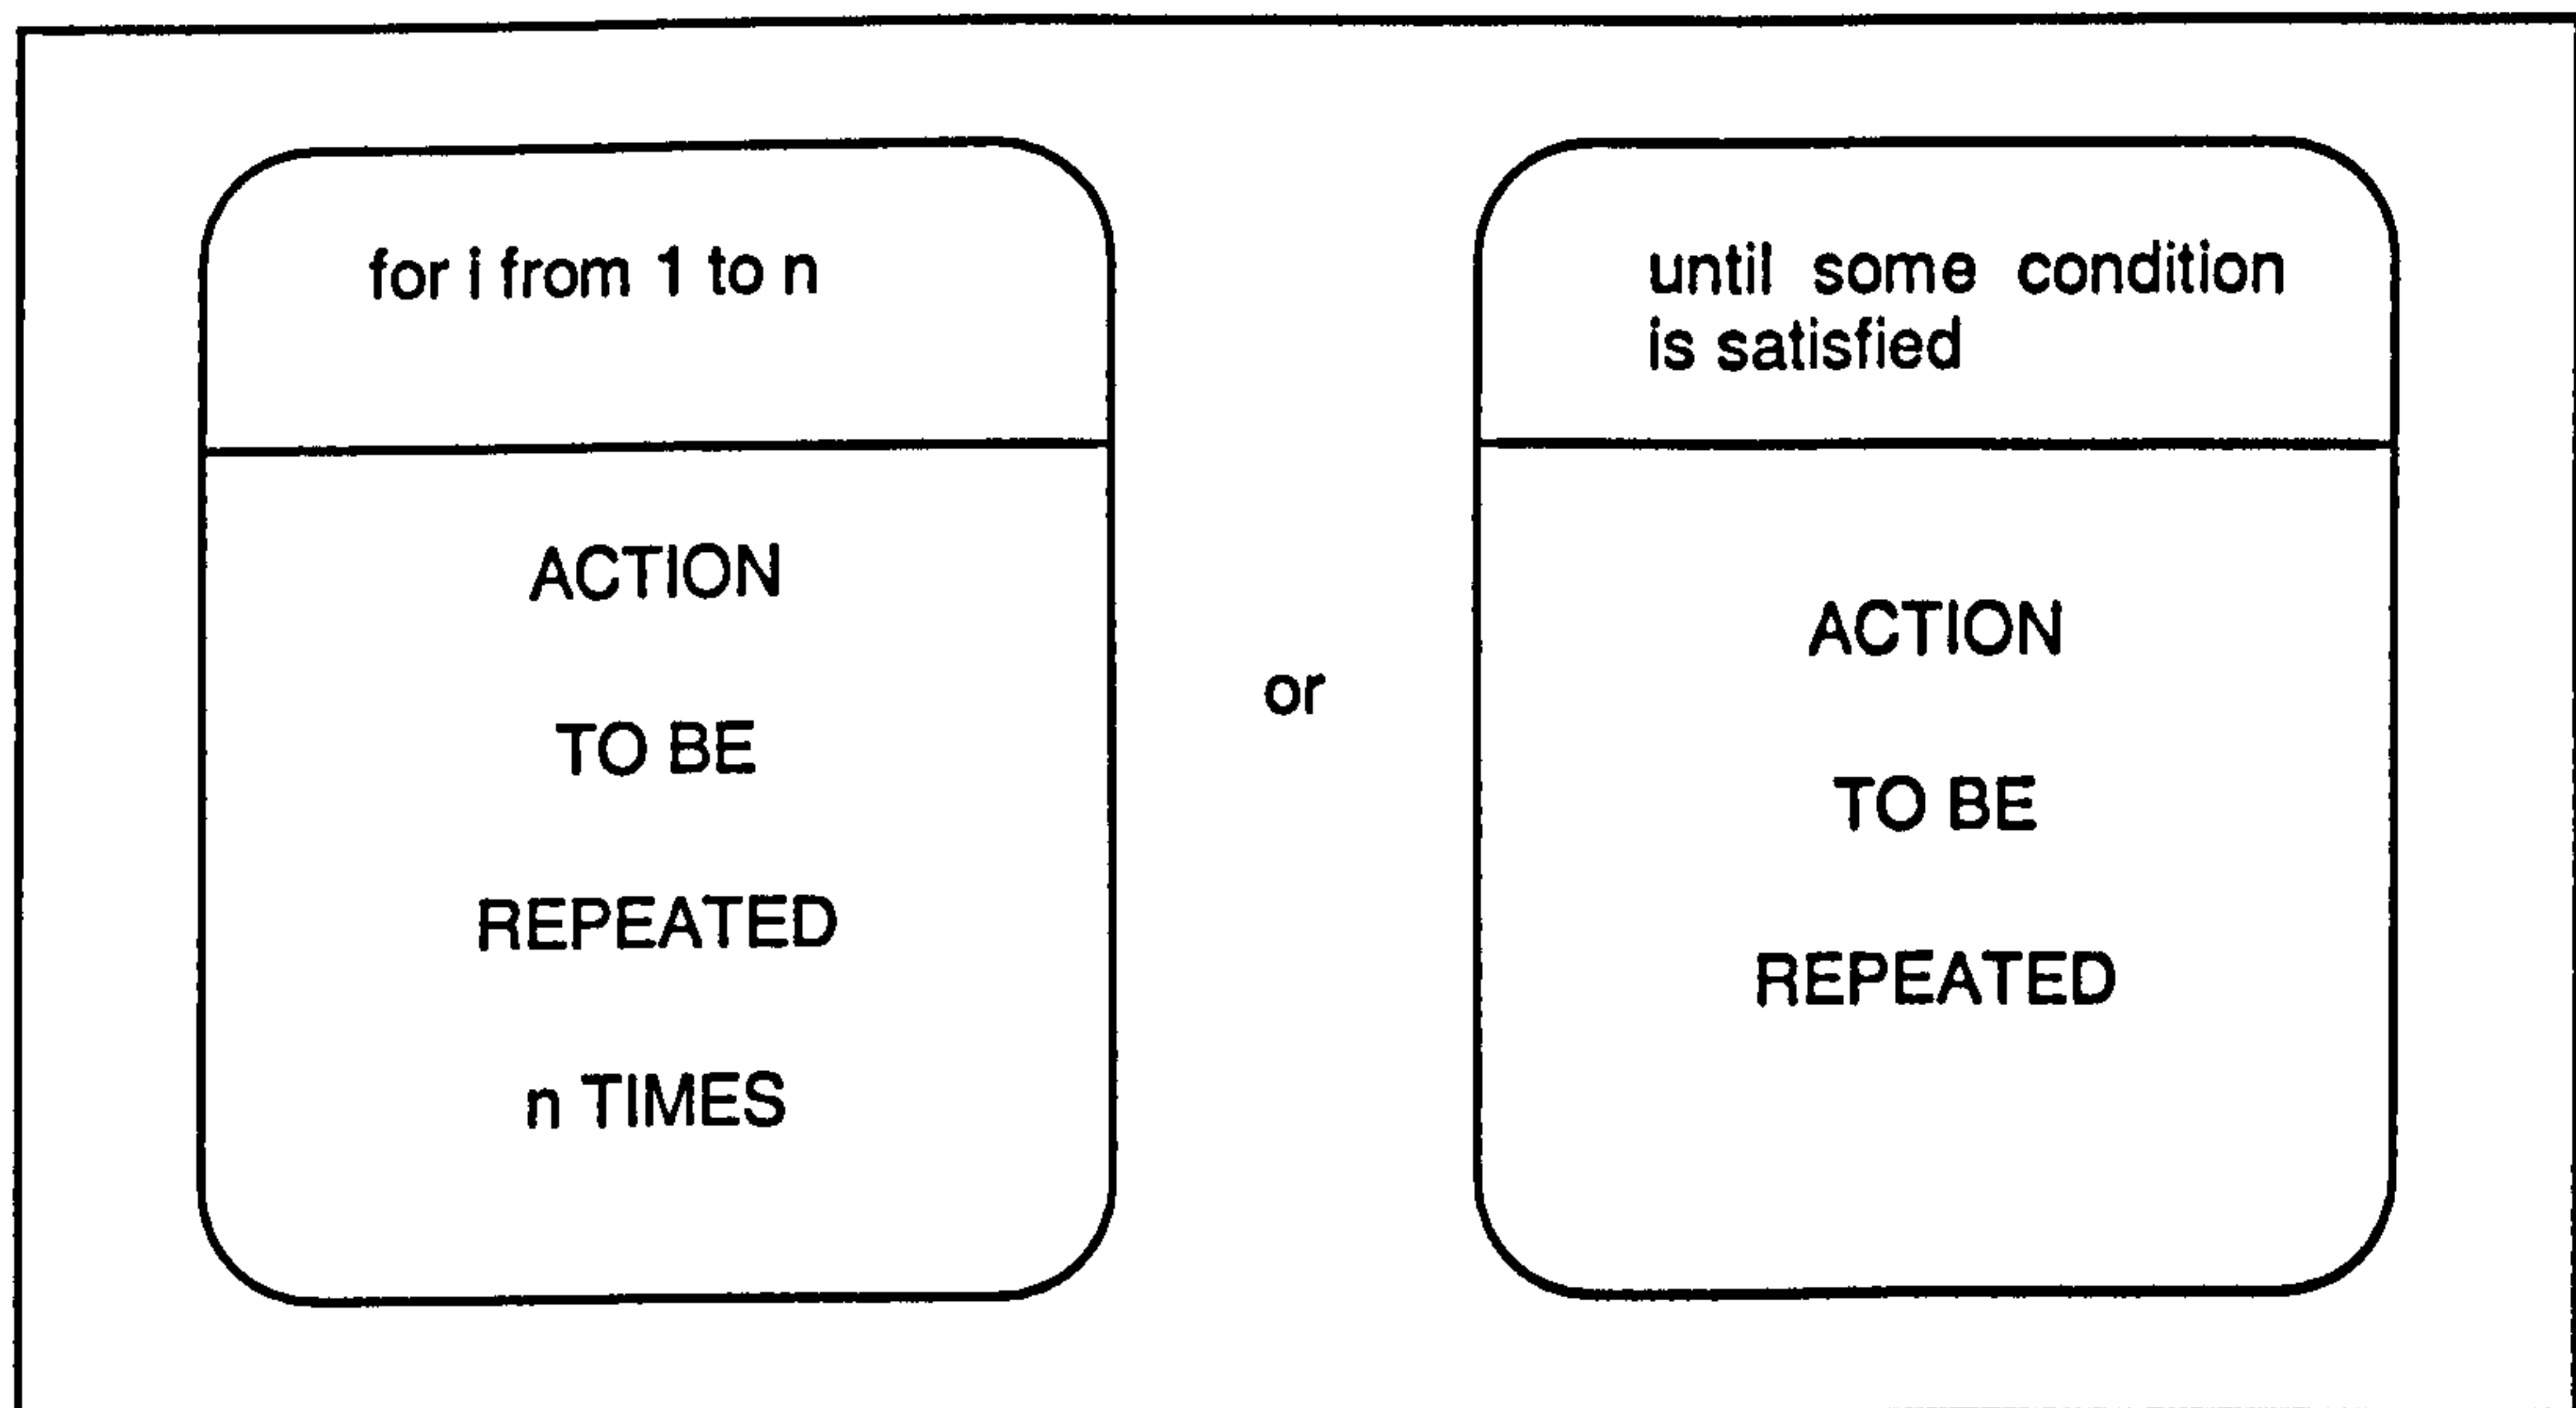 for i from 1 to n
ACTION
TO BE
REPEATED
n TIMES
or
until some condition
is satisfied
ACTION
TO BE
REPEATED